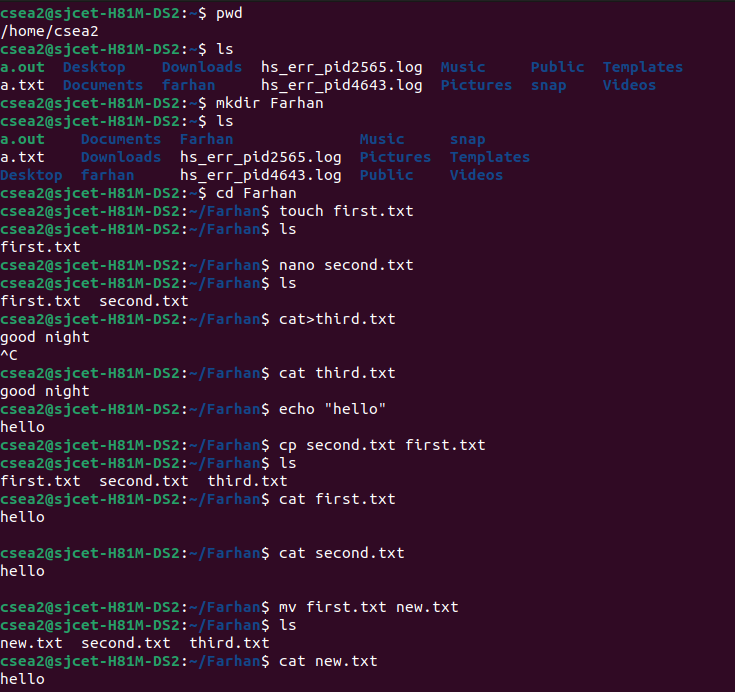 csea2@sjcet-H81M-DS2:~$ pwd
/home/csea2
csea2@sjcet-H81M-DS2:~$ ls
a.out  Desktop    Downloads  hs_err_pid2565.log  Music     Public  Templates
a.txt  Documents  farhan     hs_err_pid4643.log  Pictures  snap    Videos
csea2@sjcet-H81M-DS2:~$ mkdir Farhan
csea2@sjcet-H81M-DS2:~$ ls
a.out    Documents  Farhan              Music     snap
a.txt    Downloads  hs_err_pid2565.log  Pictures  Templates
Desktop  farhan     hs_err_pid4643.log  Public    Videos
csea2@sjcet-H81M-DS2:~$ cd Farhan
csea2@sjcet-H81M-DS2:~/Farhan$ touch first.txt
csea2@sjcet-H81M-DS2:~/Farhan$ ls
first.txt
csea2@sjcet-H81M-DS2:~/Farhan$ nano second.txt
csea2@sjcet-H81M-DS2:~/Farhan$ ls
first.txt  second.txt
csea2@sjcet-H81M-DS2:~/Farhan$ cat>third.txt
good night
^C
csea2@sjcet-H81M-DS2:~/Farhan$ cat third.txt
good night
csea2@sjcet-H81M-DS2:~/Farhan$ echo "hello"
hello
csea2@sjcet-H81M-DS2:~/Farhan$ cp second.txt first.txt
csea2@sjcet-H81M-DS2:~/Farhan$ ls
first.txt  second.txt  third.txt
csea2@sjcet-H81M-DS2:~/Farhan$ cat first.txt
hello

csea2@sjcet-H81M-DS2:~/Farhan$ cat second.txt
hello

csea2@sjcet-H81M-DS2:~/Farhan$ mv first.txt new.txt
csea2@sjcet-H81M-DS2:~/Farhan$ ls
new.txt  second.txt  third.txt
csea2@sjcet-H81M-DS2:~/Farhan$ cat new.txt
hello